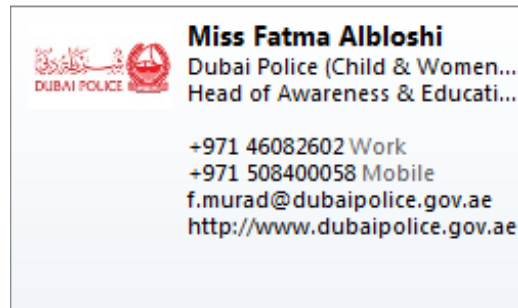 DUBAI POLICE
Miss Fatma Albloshi
Dubai Police (Child & Women...
Head of Awareness & Educati...
+971 46082602 Work
+971 508400058 Mobile
f.murad@dubaipolice.gov.ae
http://www.dubaipolice.gov.ae